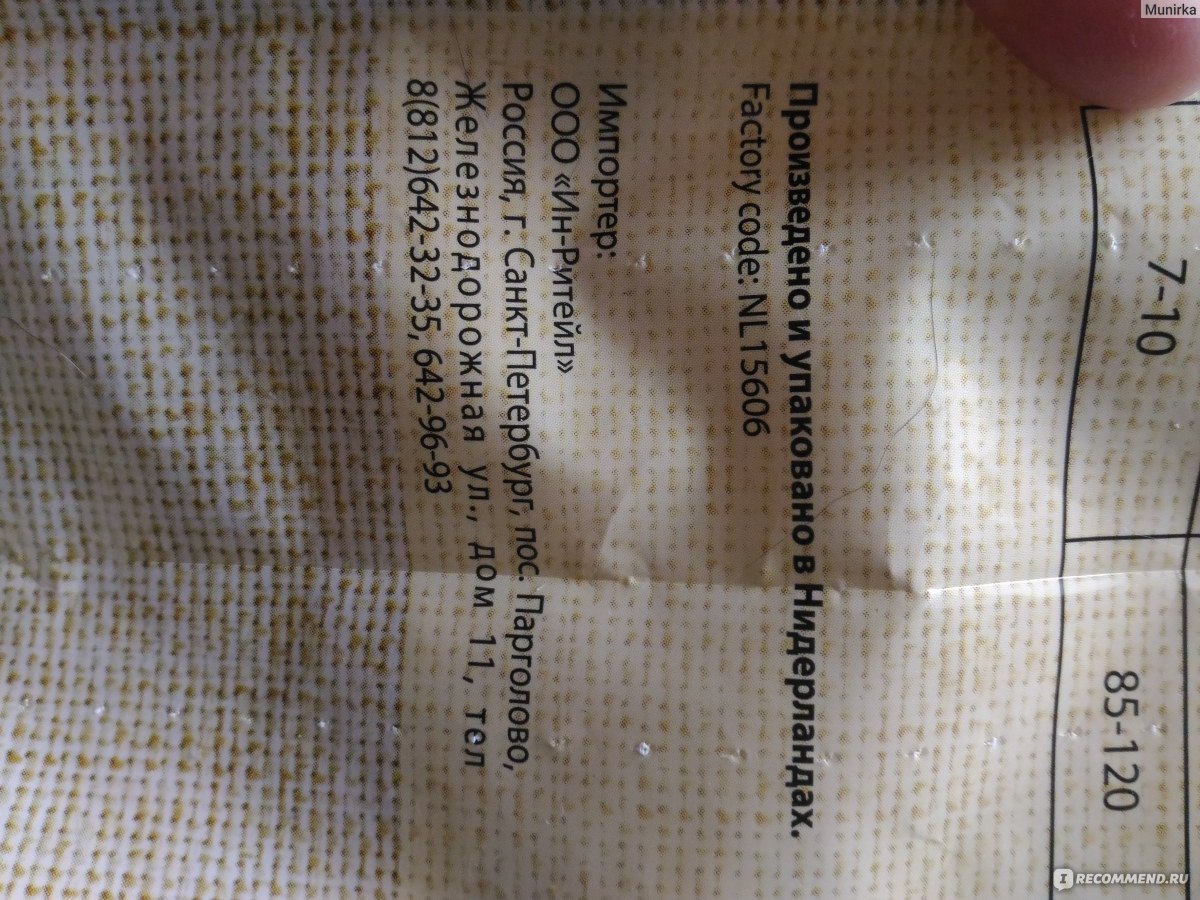 Munirka
7-10
85-120
Произведено и упаковано в Нидерландах.
Factory code: NL15606
Импортер:
ООО «Ин-Ритейл»
Россия, г. Санкт-Петербург, пос. Парголово,
Железнодорожная ул., дом 11, тел
8(812)642-32-35, 642-96-93
IRECOMMEND.RU